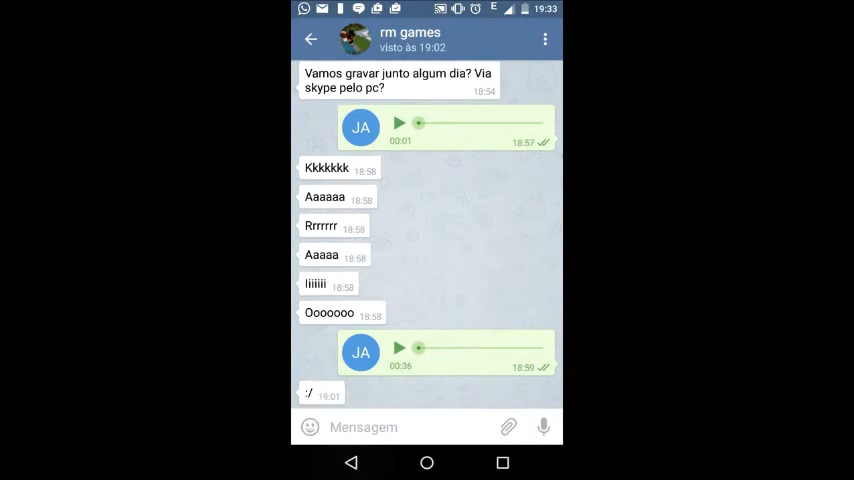 E
19:33
rm games
visto às 19:02
Vamos gravar junto algum dia? Via
skype pelo pc?
18:54
JA
00:01
18:57
Kkkkkkk 18:58
Aaaaaa 18:58
Rrrrrrr 18:58
Aaaaa 18:58
Iiiiiii 18:58
Ooooooo 18:58
JA
00:36
18:59
:/ 19:01
Mensagem